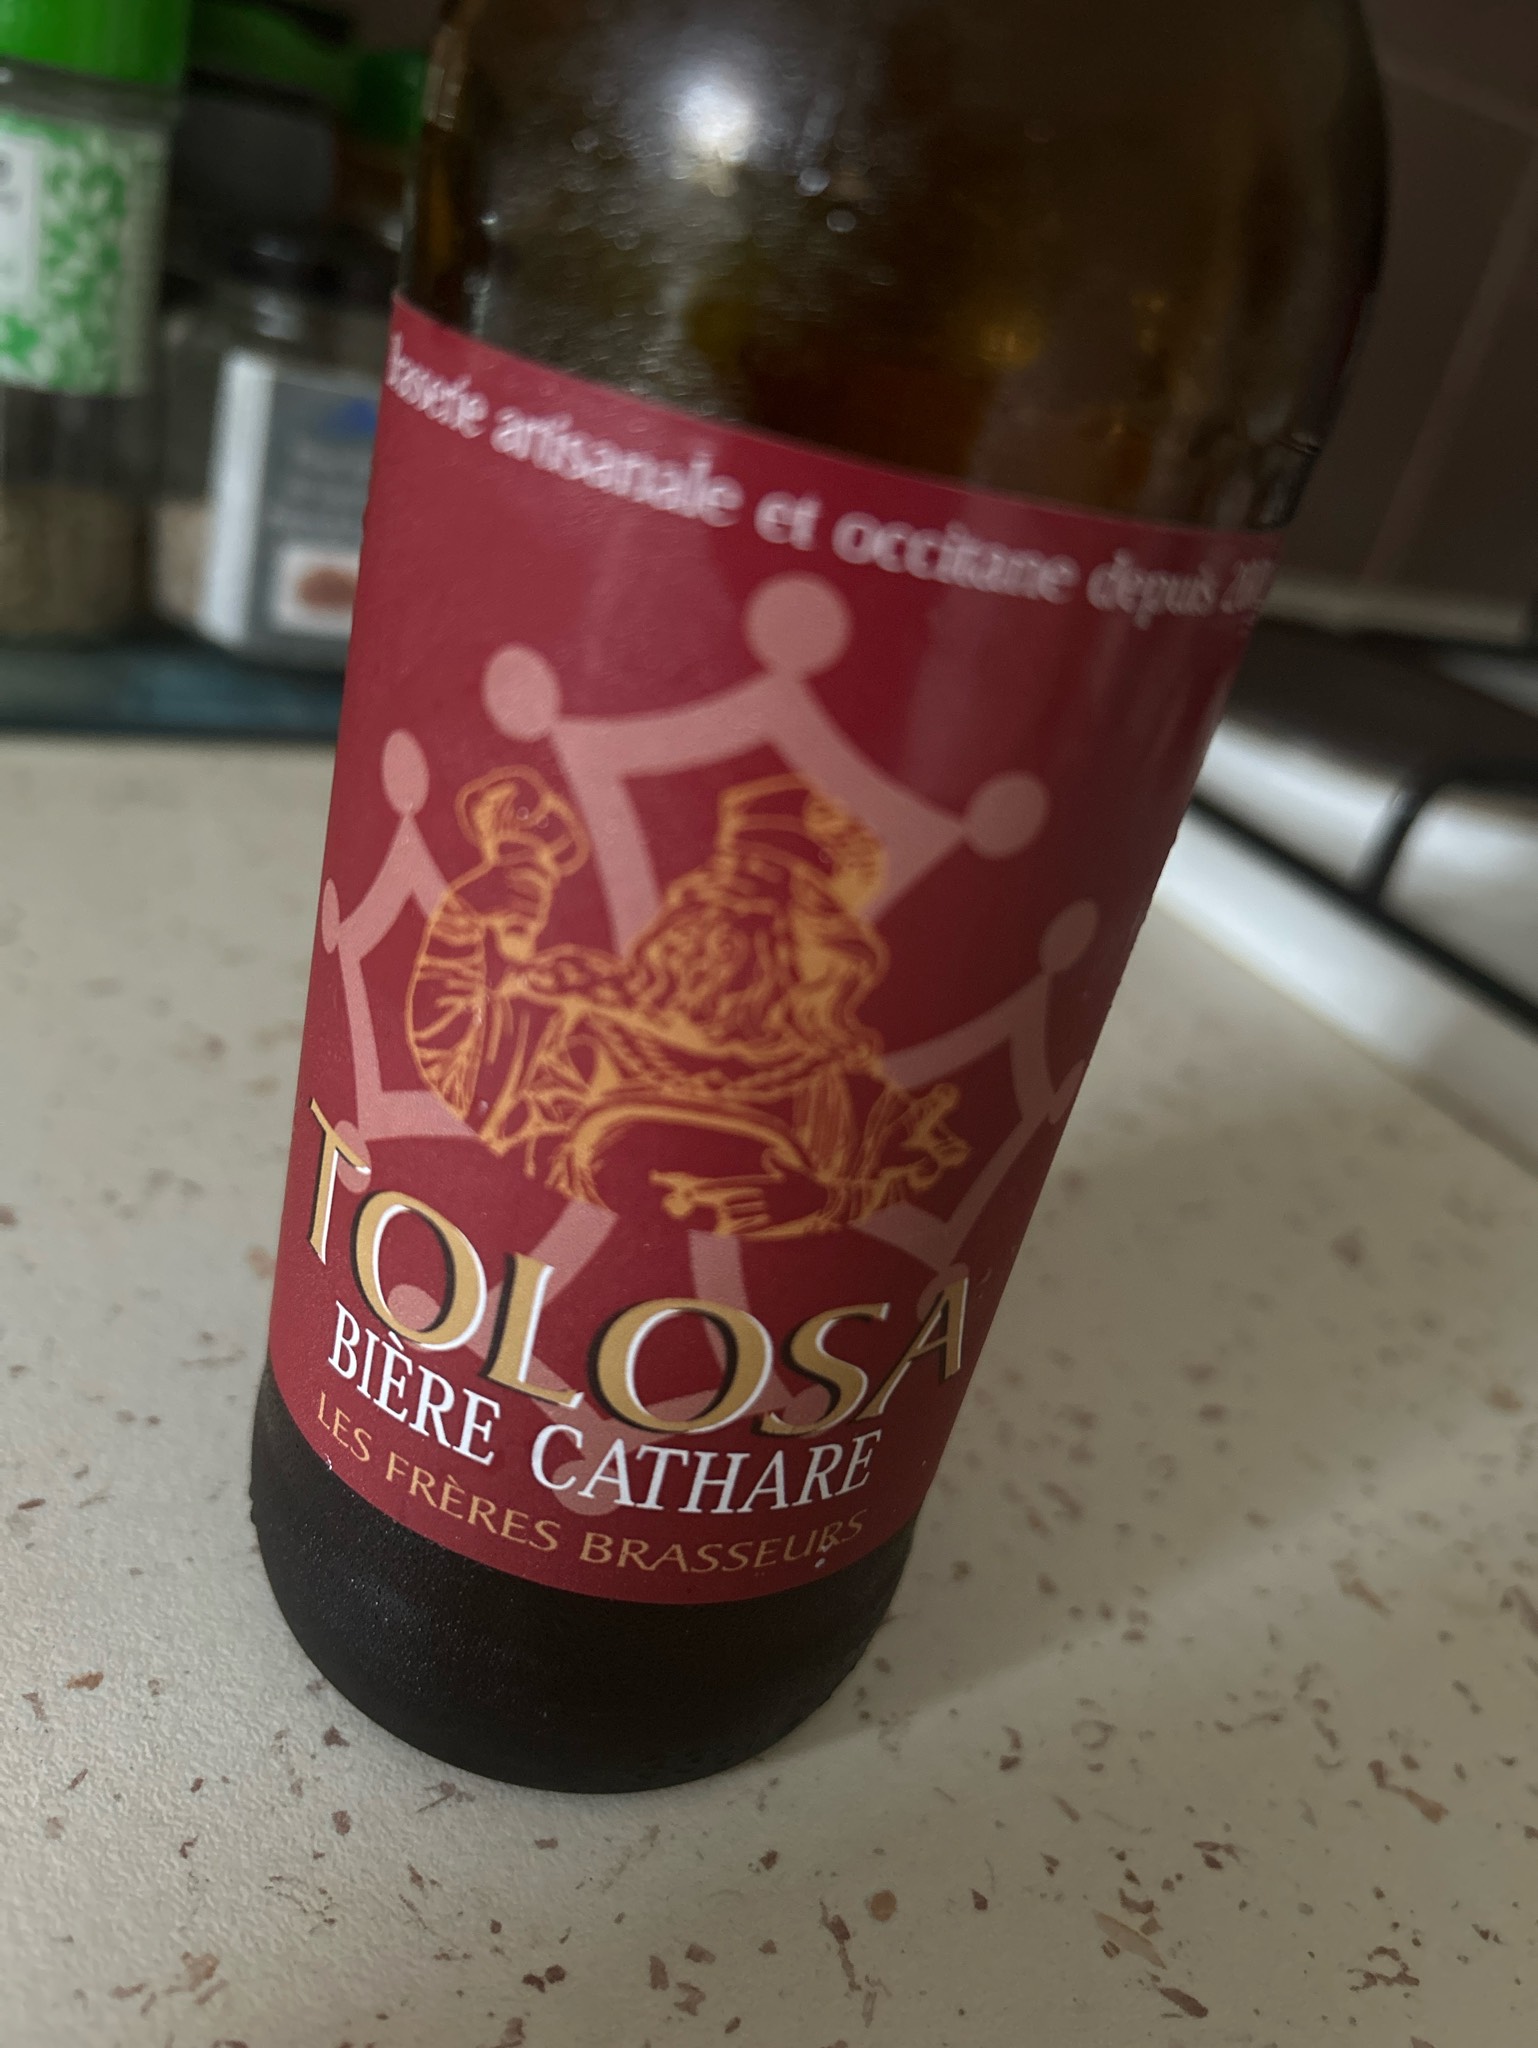 artisanale et occitane depuis
TOLOSA
BIÈRE CATHARE
LES FRÈRES BRASSEURS